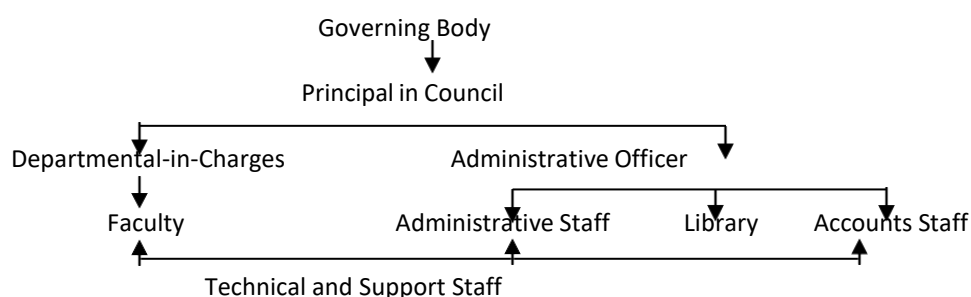 Governing Body
Principal in Council
Departmental-in-Charges Administrative Officer
Faculty Administrative Staff Library Accounts Staff
Technical and Support Staff